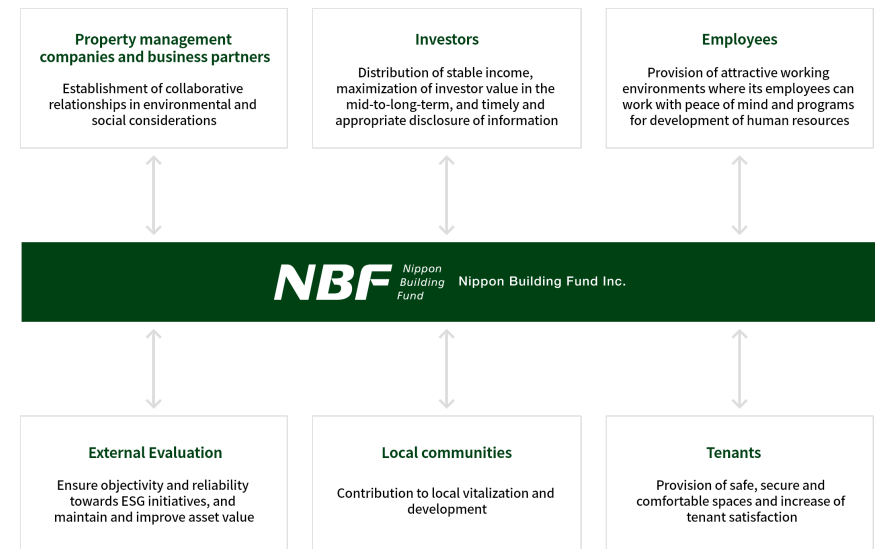 Property management
companies and business partners
Establishment of collaborative
relationships in environmental and
social considerations
Investors
Distribution of stable income,
maximization of investor value in the
mid-to-long-term, and timely and
appropriate disclosure of information
Employees
Provision of attractive working
environments where its employees can
work with peace of mind and programs
for development of human resources
NBF
Nippon
Building
Fund
Nippon Building Fund Inc.
External Evaluation
Ensure objectivity and reliability
towards ESG initiatives, and
maintain and improve asset value
Local communities
Contribution to local vitalization and
development
Tenants
Provision of safe, secure and
comfortable spaces and increase of
tenant satisfaction